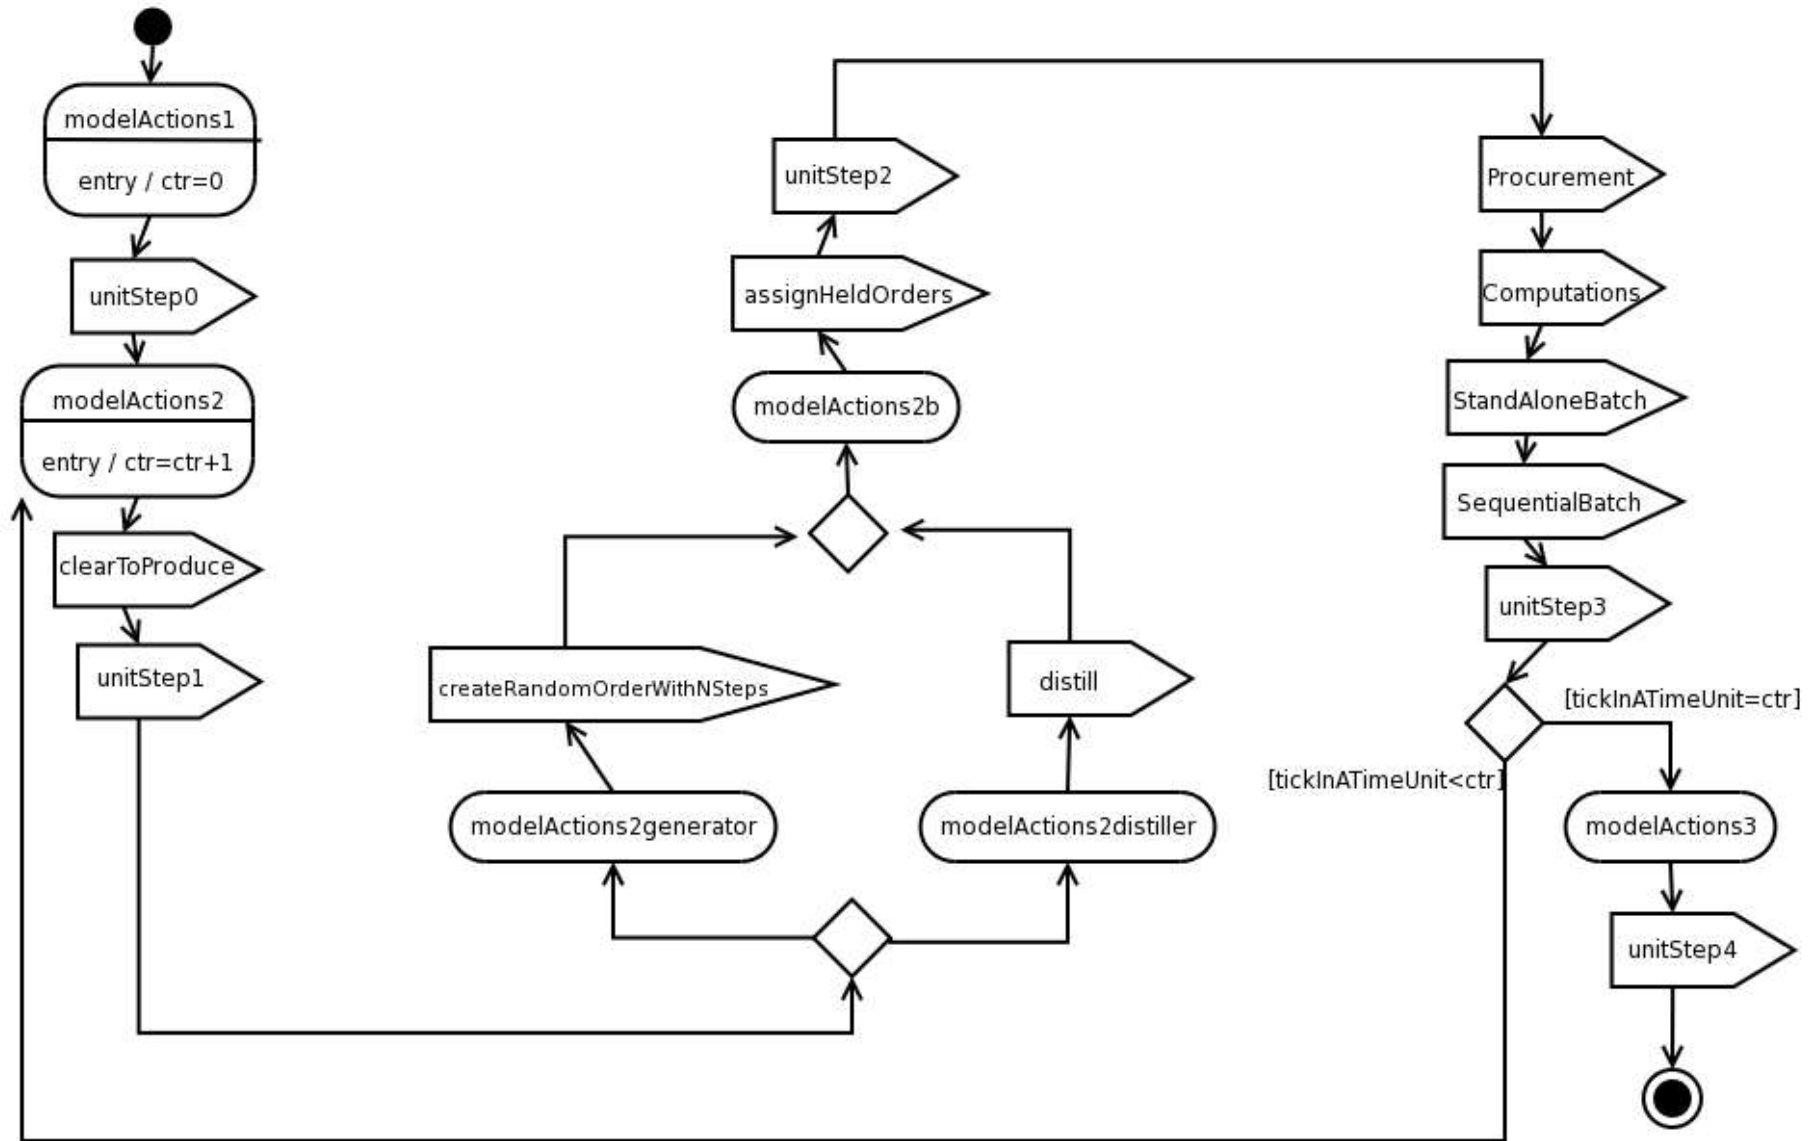 modelActions1
entry / ctr=0
unitStep0
modelActions2
entry / ctr=ctr+1
clearToProduce
unitStep1
unitStep2
assignHeldOrders
modelActions2b
createRandomOrderWithNSteps
distill
modelActions2generator
modelActions2distiller
Procurement
Computations
StandAloneBatch
SequentialBatch
unitStep3
[tickInATimeUnit=ctr]
[tickInATimeUnit<ctr]
modelActions3
unitStep4